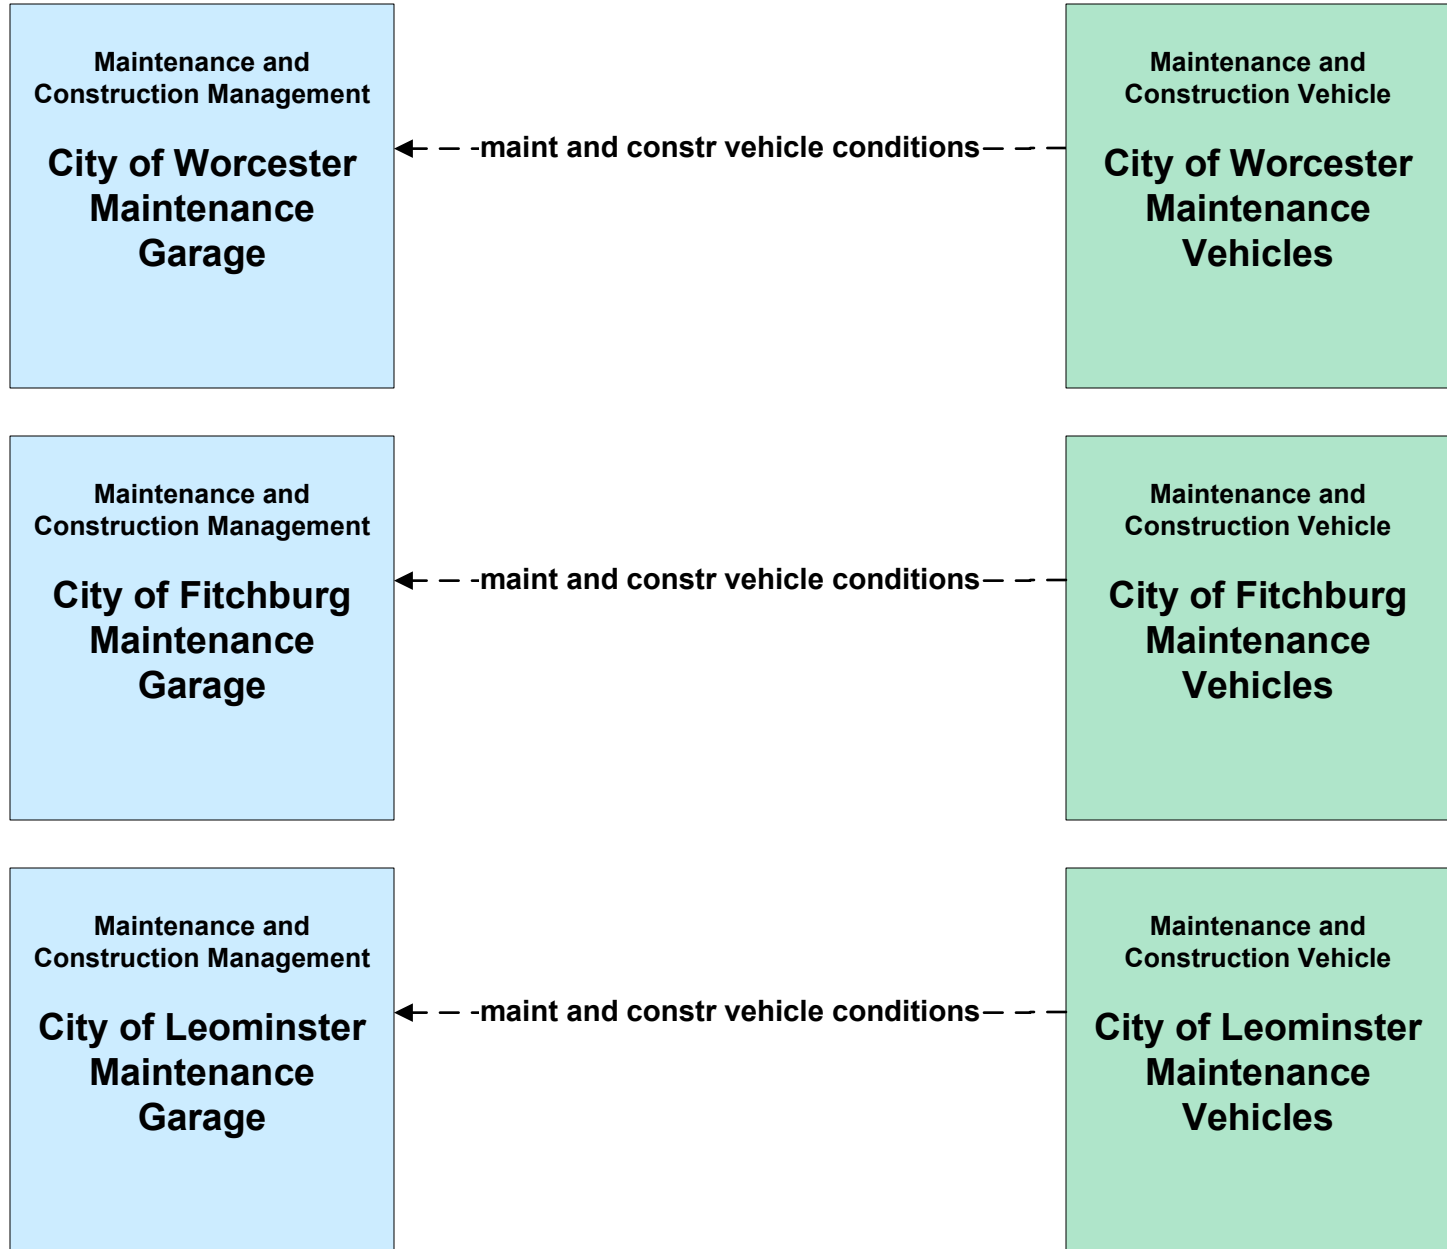 Maintenance and
Construction Management
City of Worcester
Maintenance
Garage
maint and constr vehicle conditions
Maintenance and
Construction Vehicle
City of Worcester
Maintenance
Vehicles
Maintenance and
Construction Management
City of Fitchburg
Maintenance
Garage
maint and constr vehicle conditions
Maintenance and
Construction Vehicle
City of Fitchburg
Maintenance
Vehicles
Maintenance and
Construction Management
City of Leominster
Maintenance
Garage
maint and constr vehicle conditions
Maintenance and
Construction Vehicle
City of Leominster
Maintenance
Vehicles